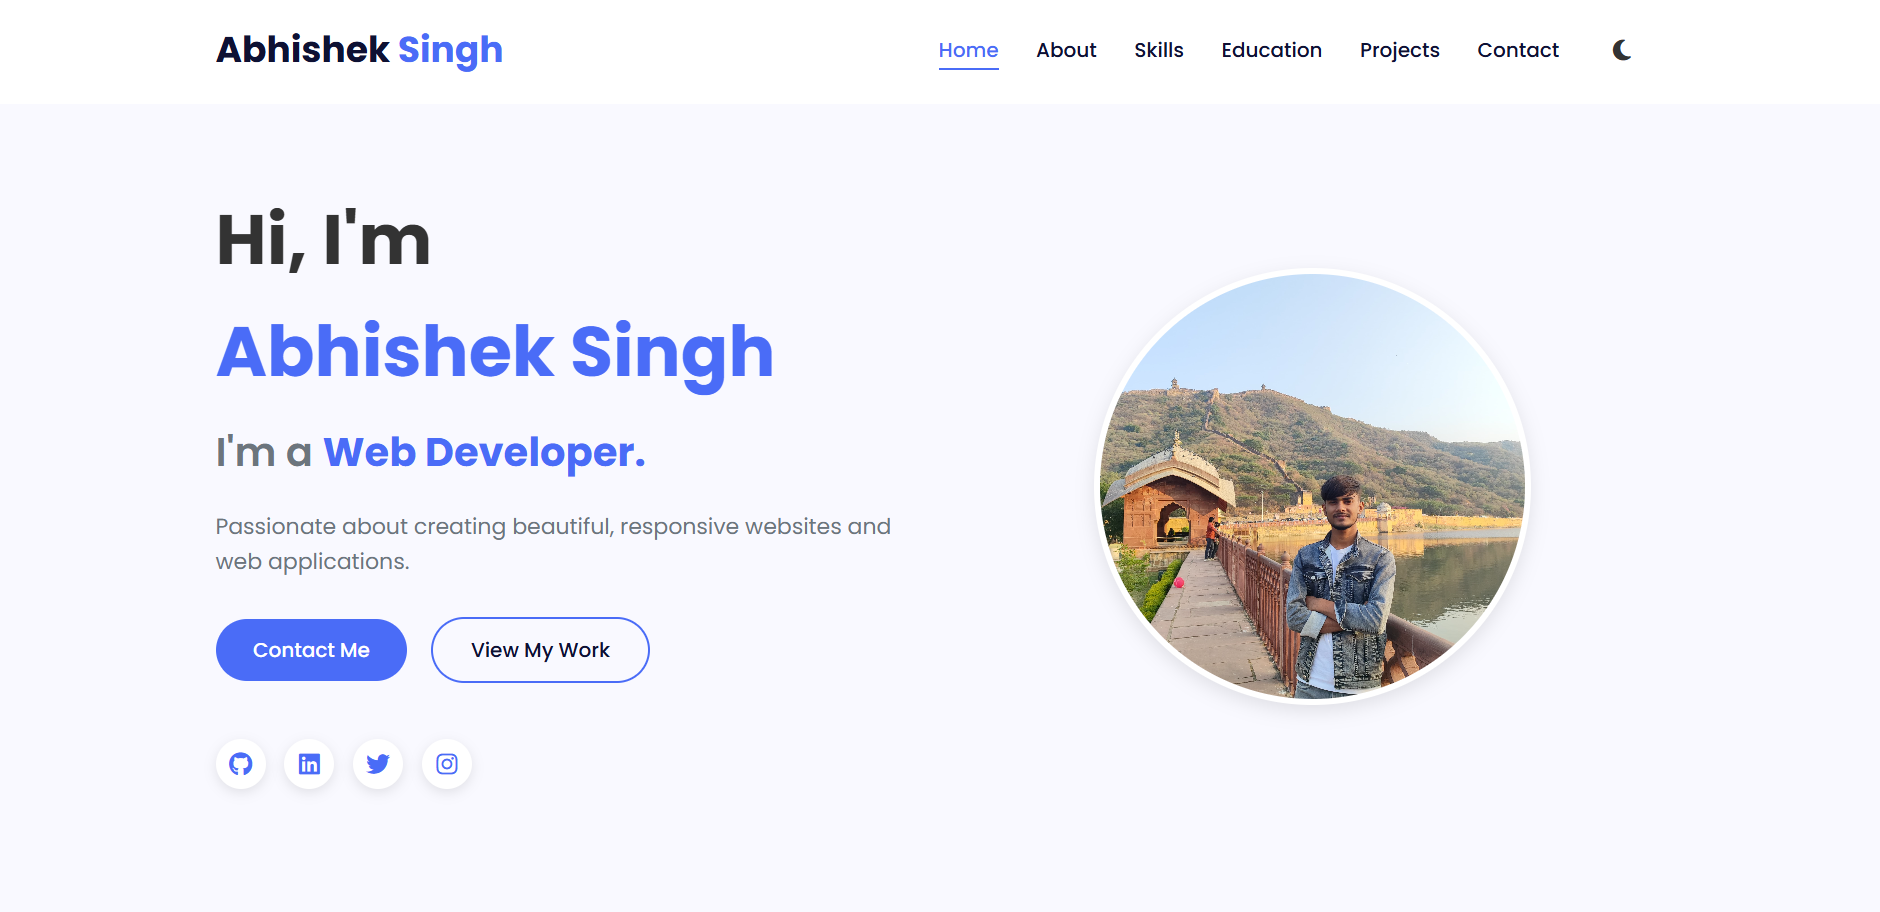 Abhishek Singh
Home About Skills Education Projects Contact
Hi, I'm
Abhishek Singh
I'm a Web Developer.
Passionate about creating beautiful, responsive websites and
web applications.
Contact Me View My Work